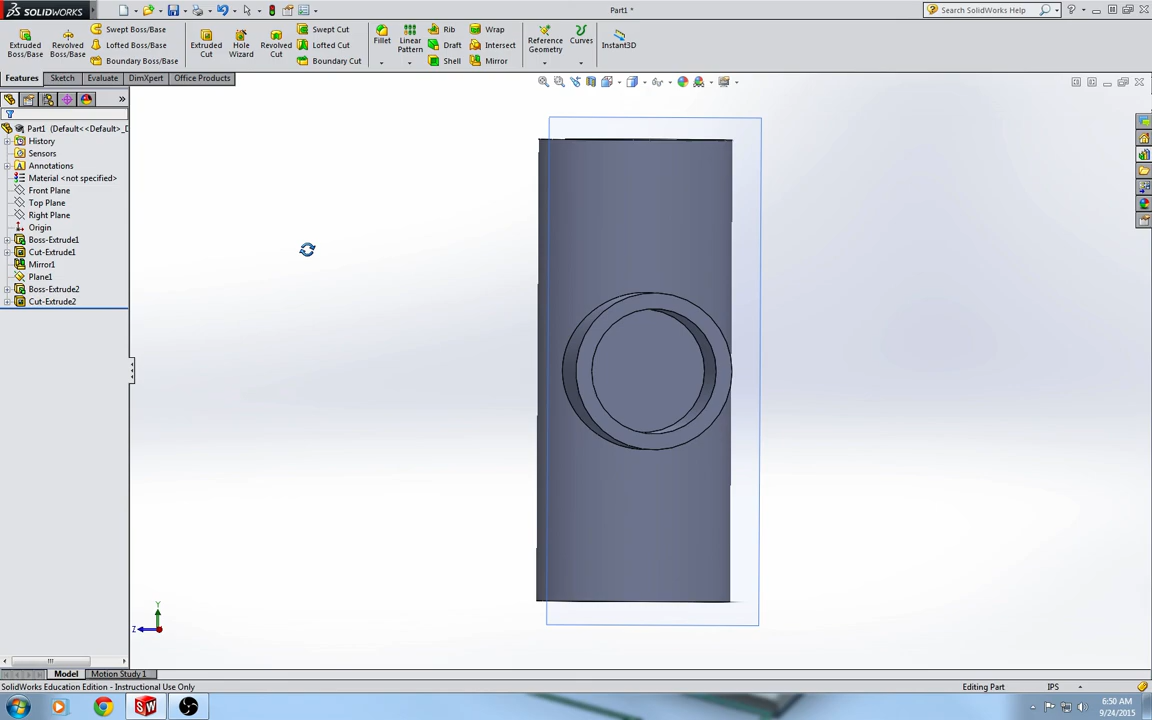 SOLIDWORKS
Part1 *
Search SolidWorks Help
Extruded Boss/Base
Revolved Boss/Base
Swept Boss/Base
Lofted Boss/Base
Boundary Boss/Base
Extruded Cut
Hole Wizard
Revolved Cut
Swept Cut
Lofted Cut
Boundary Cut
Fillet
Linear Pattern
Rib
Draft
Shell
Wrap
Intersect
Mirror
Reference Geometry
Curves
Instant3D
Features
Sketch
Evaluate
DimXpert
Office Products
Part1 (Default<<Default>_D
History
Sensors
Annotations
Material <not specified>
Front Plane
Top Plane
Right Plane
Origin
Boss-Extrude1
Cut-Extrude1
Mirror1
Plane1
Boss-Extrude2
Cut-Extrude2
Y
Z
Model
Motion Study 1
SolidWorks Education Edition - Instructional Use Only
Editing Part
IPS
6:50 AM
9/24/2015